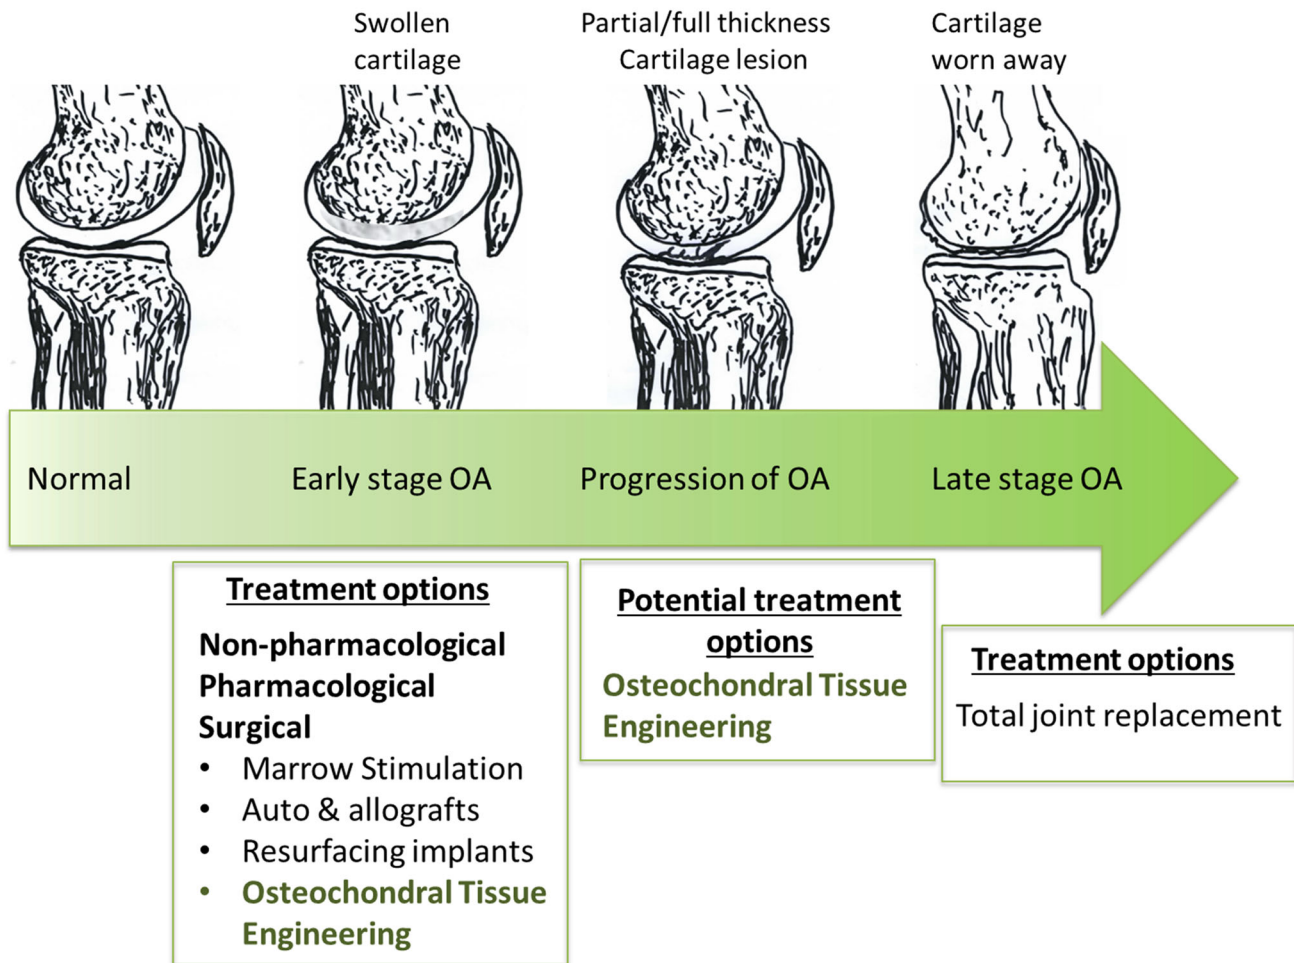 Swollen
cartilage
Partial/full thickness
Cartilage lesion
Cartilage
worn away
Normal
Early stage OA
Progression of OA
Late stage OA
Treatment options
Non-pharmacological
Pharmacological
Surgical
• Marrow Stimulation
• Auto & allografts
• Resurfacing implants
• Osteochondral Tissue
Engineering
Potential treatment
options
Osteochondral Tissue
Engineering
Treatment options
Total joint replacement